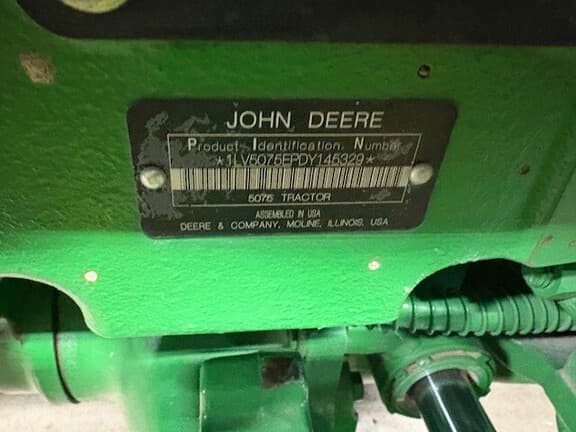 JOHN DEERE
Product Identification Number
*1LV5075EPDY145329*
5075 TRACTOR
ASSEMBLED IN USA
DEERE & COMPANY, MOLINE, ILLINOIS, USA